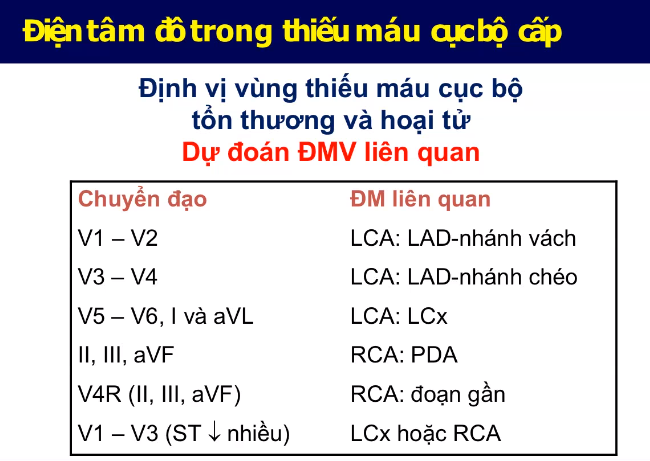 Điện tâm đồ trong thiếu máu cục bộ cấp
Định vị vùng thiếu máu cục bộ
tổn thương và hoại tử
Dự đoán ĐMV liên quan
Chuyển đạo ĐM liên quan
V1 – V2 LCA: LAD-nhánh vách
V3 – V4 LCA: LAD-nhánh chéo
V5 – V6, I và aVL LCA: LCx
II, III, aVF RCA: PDA
V4R (II, III, aVF) RCA: đoạn gần
V1 – V3 (ST ↓ nhiều) LCx hoặc RCA